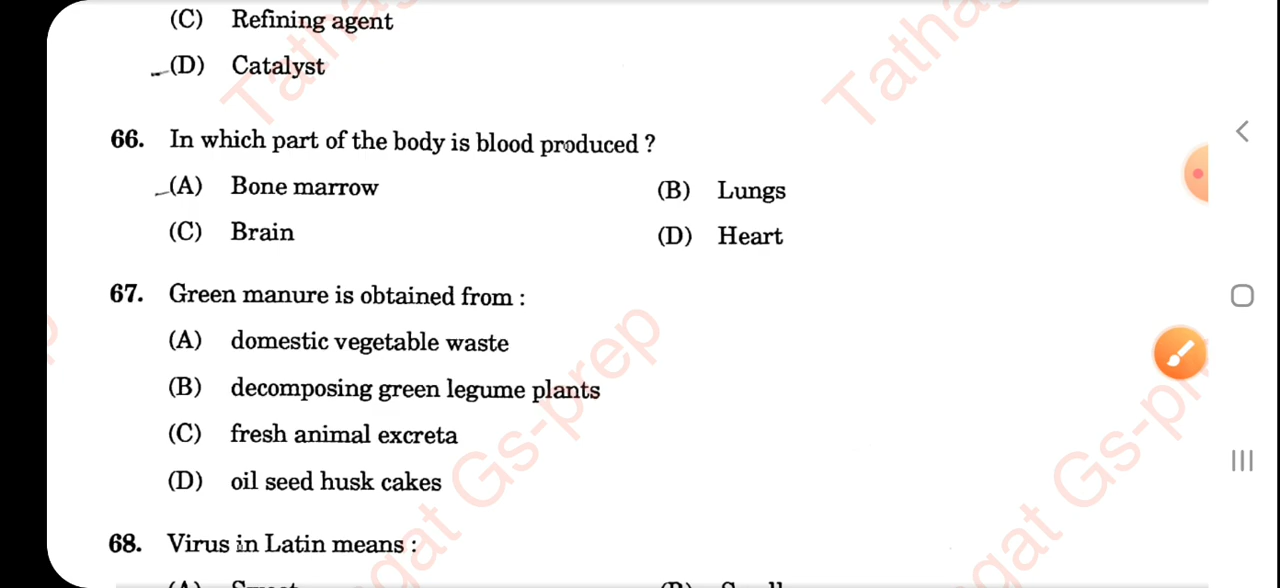 (C) Refining agent
(D) Catalyst
66. In which part of the body is blood produced ?
(A) Bone marrow (B) Lungs
(C) Brain (D) Heart
67. Green manure is obtained from :
(A) domestic vegetable waste
(B) decomposing green legume plants
(C) fresh animal excreta
(D) oil seed husk cakes
68. Virus in Latin means :
Gs-prep